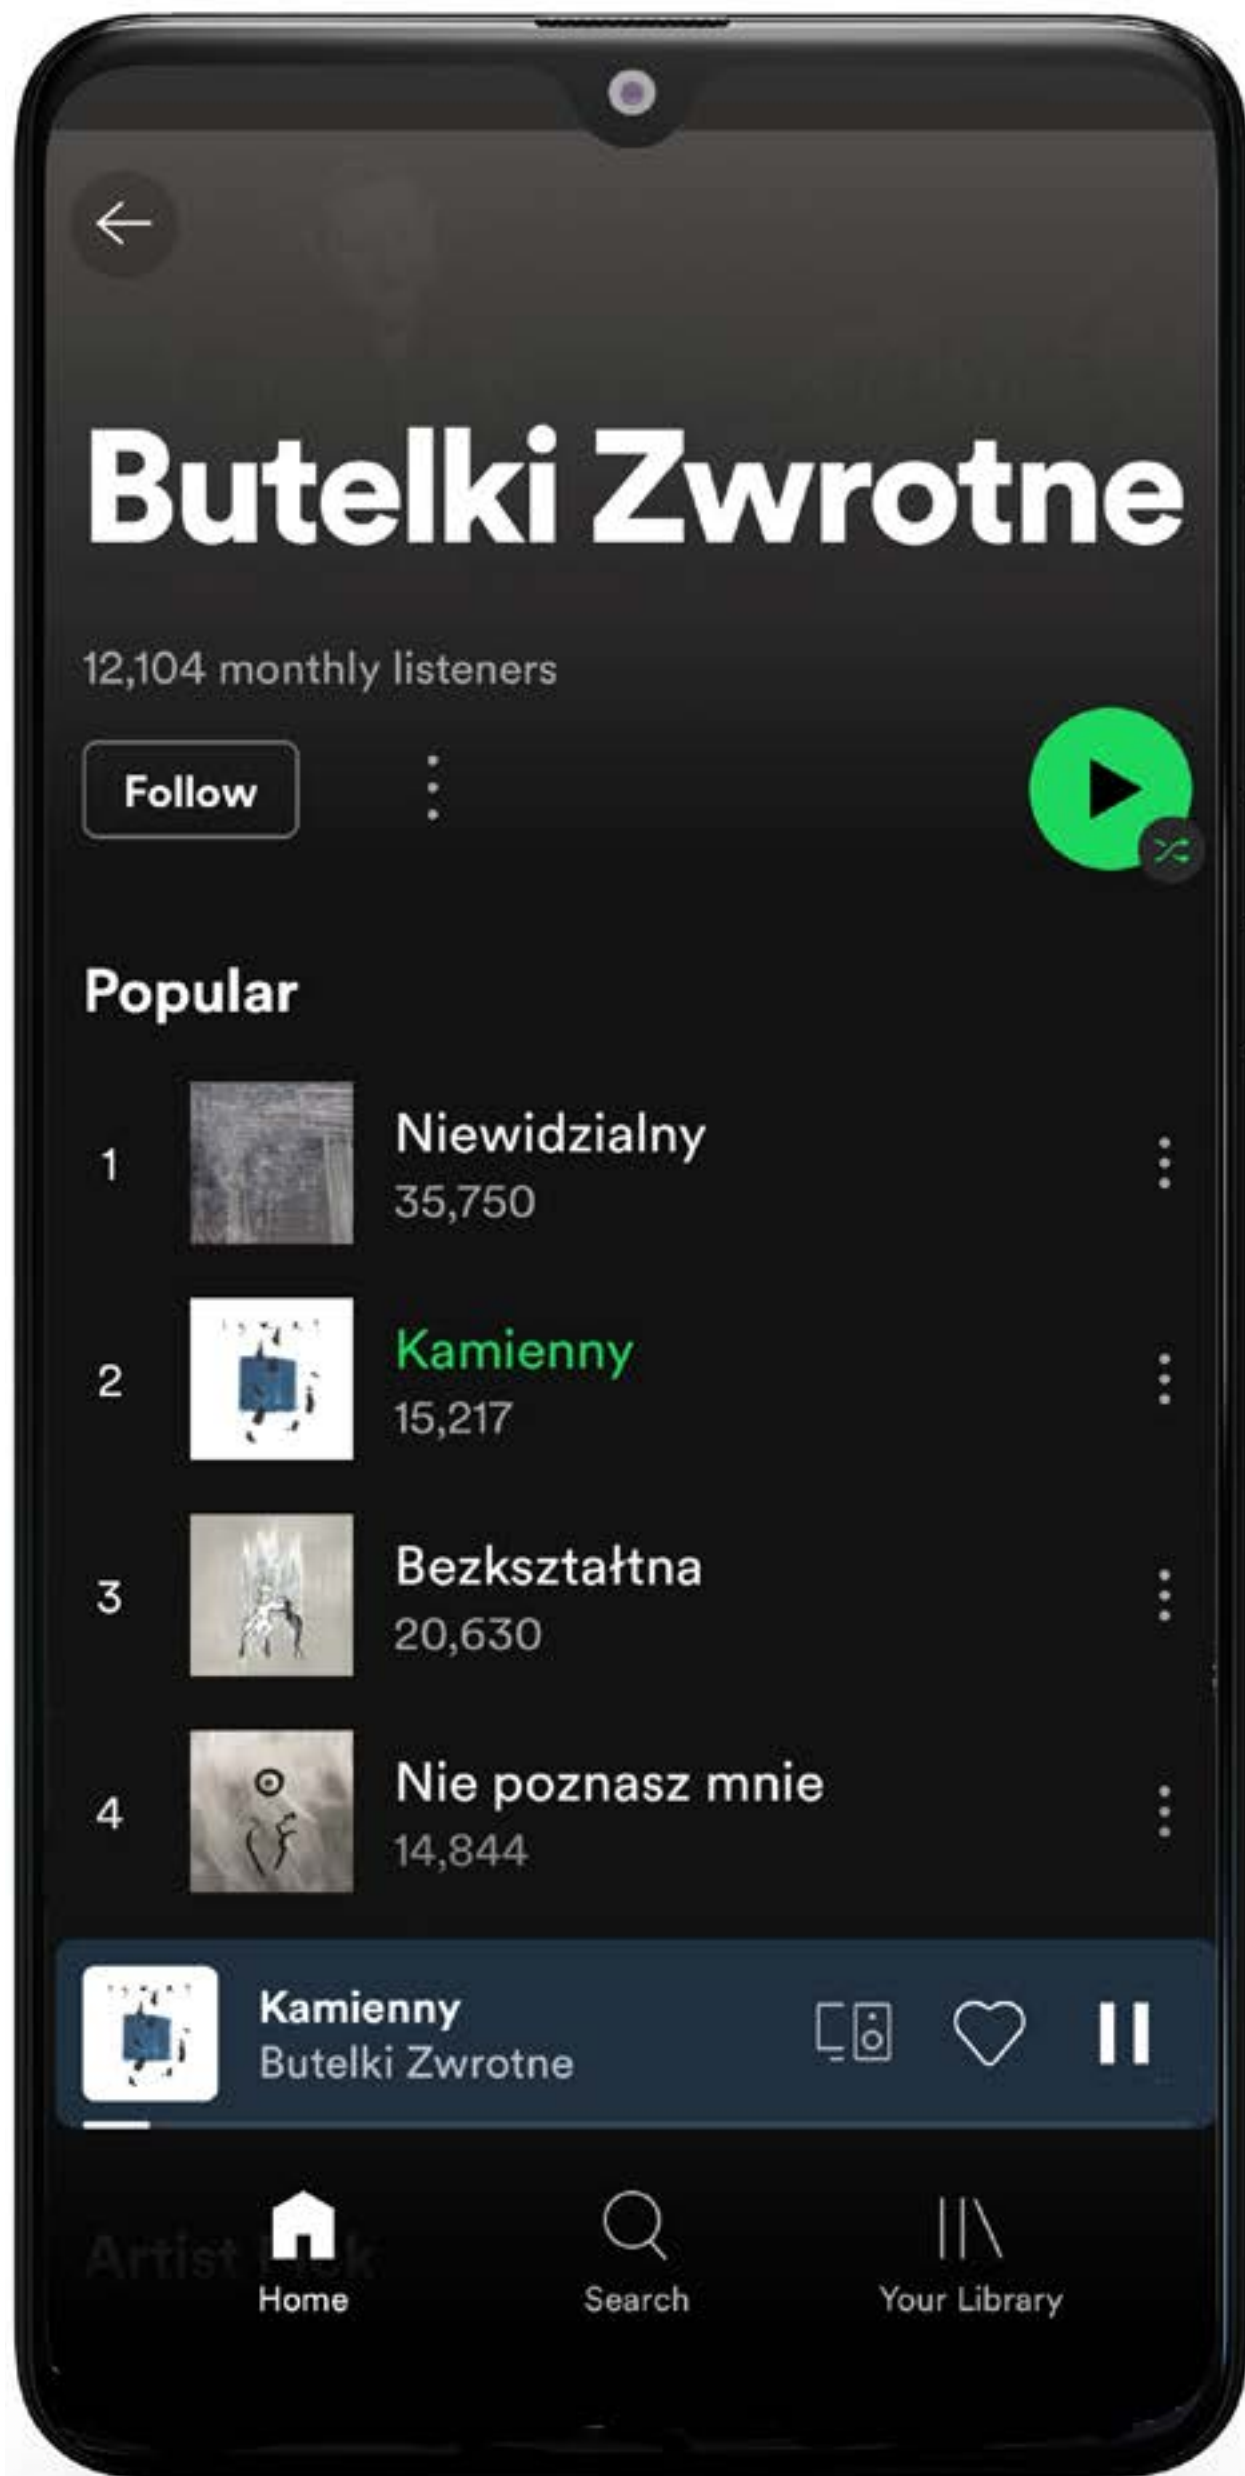 Butelki Zwrotne
12,104 monthly listeners
Follow
Popular
1
Niewidzialny
35,750
2
Kamienny
15,217
3
Bezkształtna
20,630
4
Nie poznasz mnie
14,844
Kamienny
Butelki Zwrotne
Artist
Home
Search
Your Library